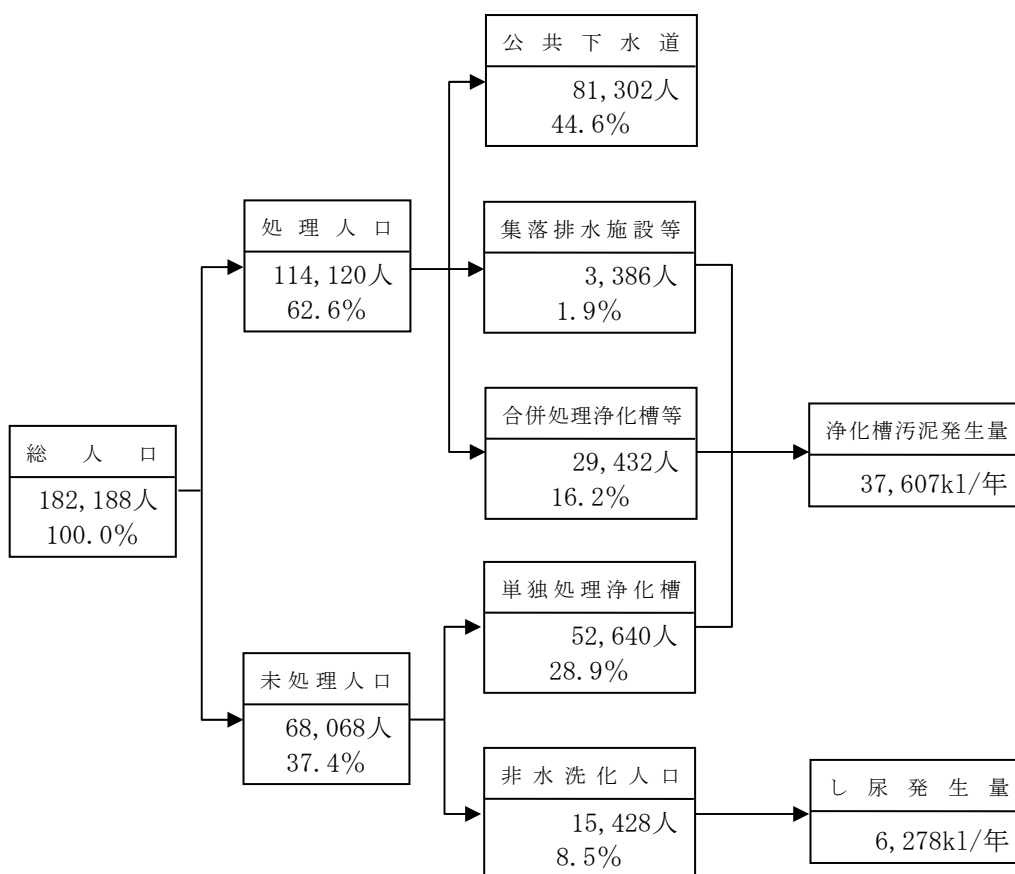 公共下水道
81,302人
44.6%
処理人口
114,120人
62.6%
集落排水施設等
3,386人
1.9%
総人口
182,188人
100.0%
合併処理浄化槽等
29,432人
16.2%
浄化槽汚泥発生量
37,607kl/年
単独処理浄化槽
52,640人
28.9%
未処理人口
68,068人
37.4%
非水洗化人口
15,428人
8.5%
し尿発生量
6,278kl/年